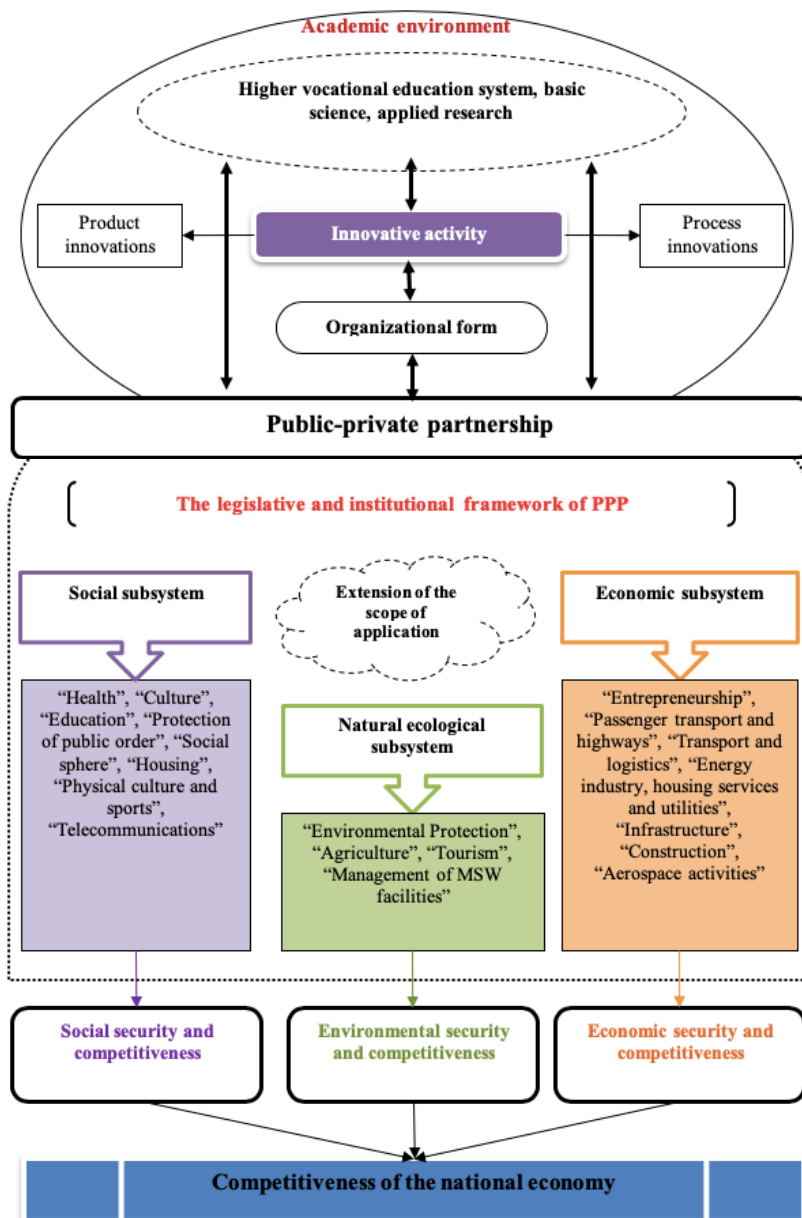 Academic environment
Higher vocational education system, basic
science, applied research
Product
innovations
Innovative activity
Process
innovations
Organizational form
Public-private partnership
The legislative and institutional framework of PPP
Social subsystem
Extension of the
scope of
application
Economic subsystem
“Health”, “Culture”,
“Education”, “Protection
of public order”, “Social
sphere”, “Housing”,
“Physical culture and
sports”,
“Telecommunications”
Natural ecological
subsystem
“Environmental Protection”,
“Agriculture”, “Tourism”,
“Management of MSW
facilities”
“Entrepreneurship”,
“Passenger transport and
highways”, “Transport and
logistics”, “Energy
industry, housing services
and utilities”,
“Infrastructure”,
“Construction”,
“Aerospace activities”
Social security and
competitiveness
Environmental security
and competitiveness
Economic security and
competitiveness
Competitiveness of the national economy